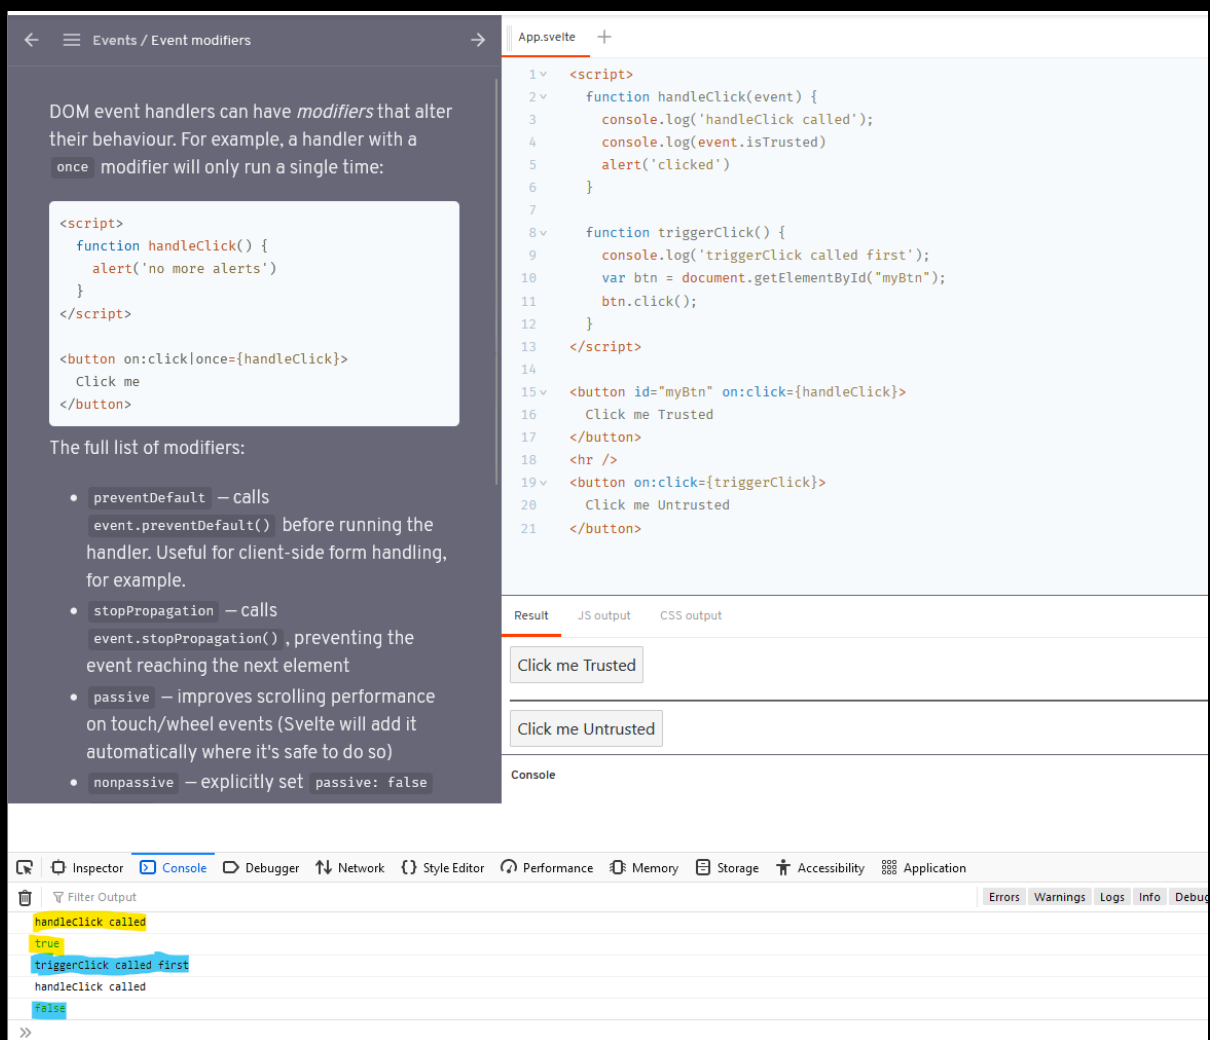 Events / Event modifiers
DOM event handlers can have modifiers that alter
their behaviour. For example, a handler with a
once modifier will only run a single time:
<script>
function handleClick() {
alert('no more alerts')
}
</script>
<button on:click|once={handleClick}>
Click me
</button>
The full list of modifiers:
• preventDefault — calls
event.preventDefault() before running the
handler. Useful for client-side form handling,
for example.
• stopPropagation — calls
event.stopPropagation() , preventing the
event reaching the next element
• passive — improves scrolling performance
on touch/wheel events (Svelte will add it
automatically where it's safe to do so)
• nonpassive — explicitly set passive: false
App.svelte
1 <script>
2 function handleClick(event) {
3 console.log('handleClick called');
4 console.log(event.isTrusted)
5 alert('clicked')
6 }
7
8 function triggerClick() {
9 console.log('triggerClick called first');
10 var btn = document.getElementById("myBtn");
11 btn.click();
12 }
13 </script>
14
15 <button id="myBtn" on:click={handleClick}>
16 Click me Trusted
17 </button>
18 <hr />
19 <button on:click={triggerClick}>
20 Click me Untrusted
21 </button>
Result JS output CSS output
Click me Trusted
Click me Untrusted
Console
Inspector Console Debugger Network Style Editor Performance Memory Storage Accessibility Application
Filter Output Errors Warnings Logs Info Debug
handleClick called
true
triggerClick called first
handleClick called
false